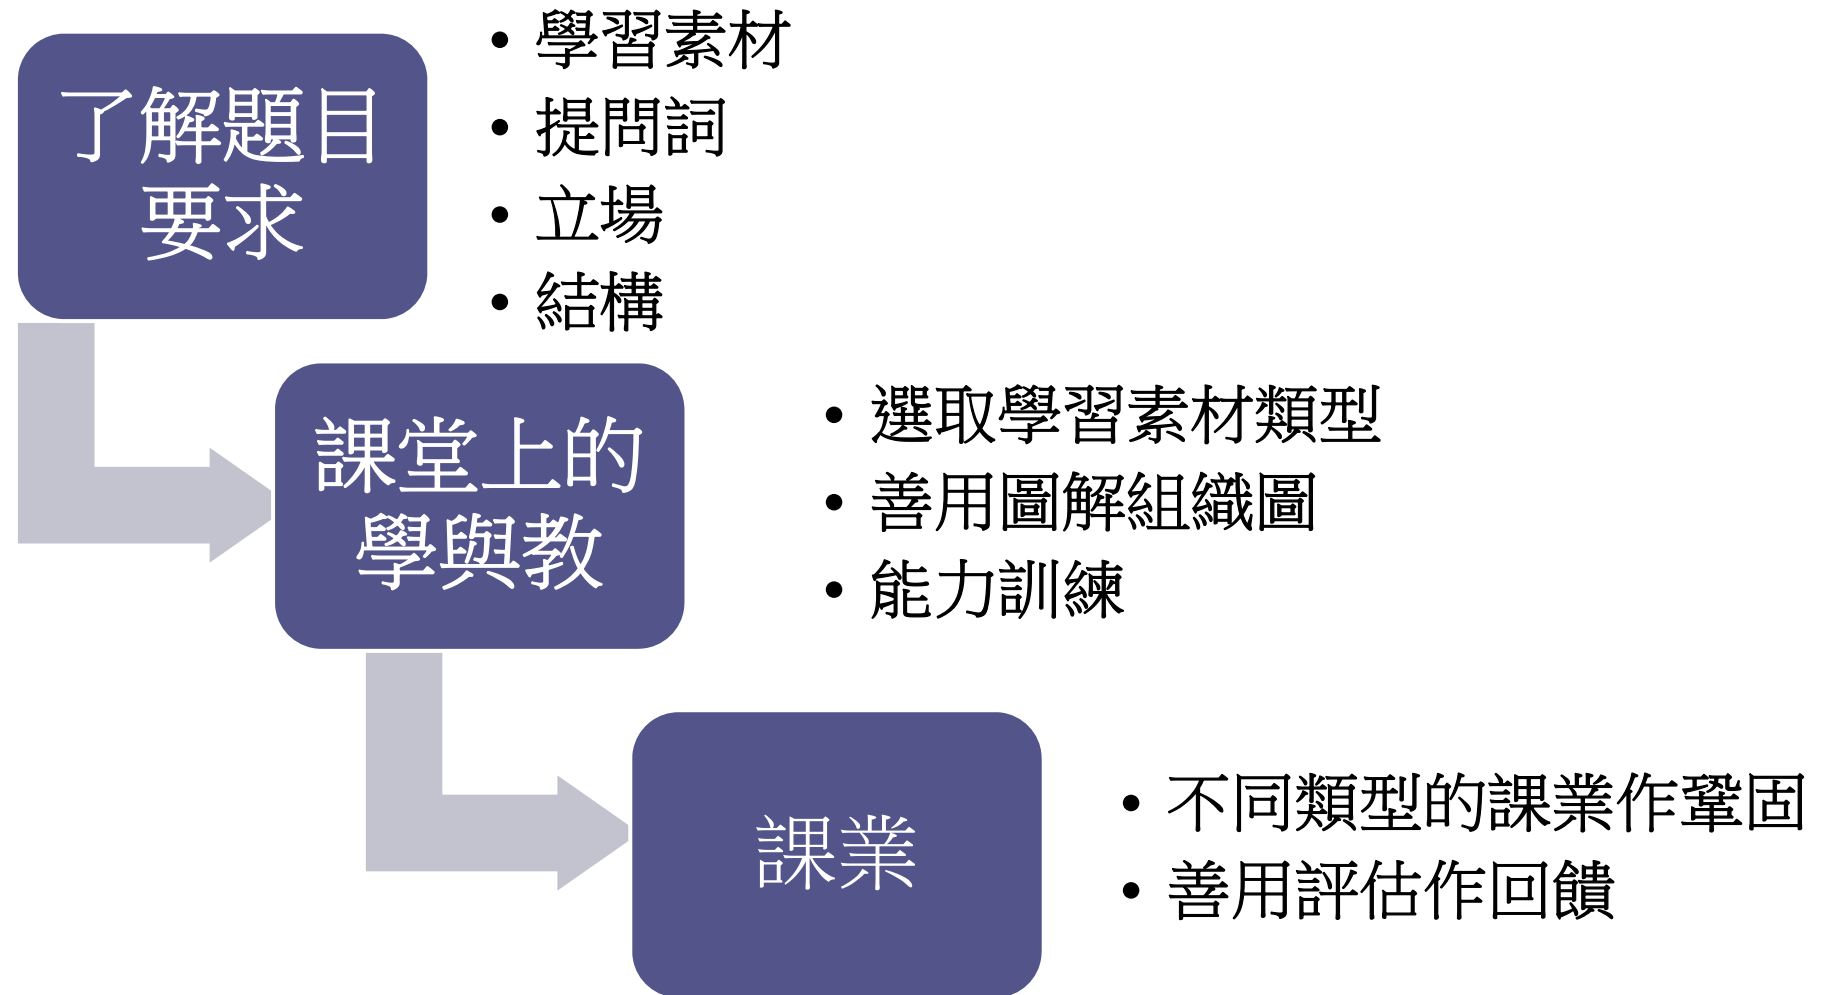 了解題目
要求
• 學習素材
• 提問詞
• 立場
• 結構
課堂上的
學與教
• 選取學習素材類型
• 善用圖解組織圖
• 能力訓練
課業
• 不同類型的課業作鞏固
• 善用評估作回饋